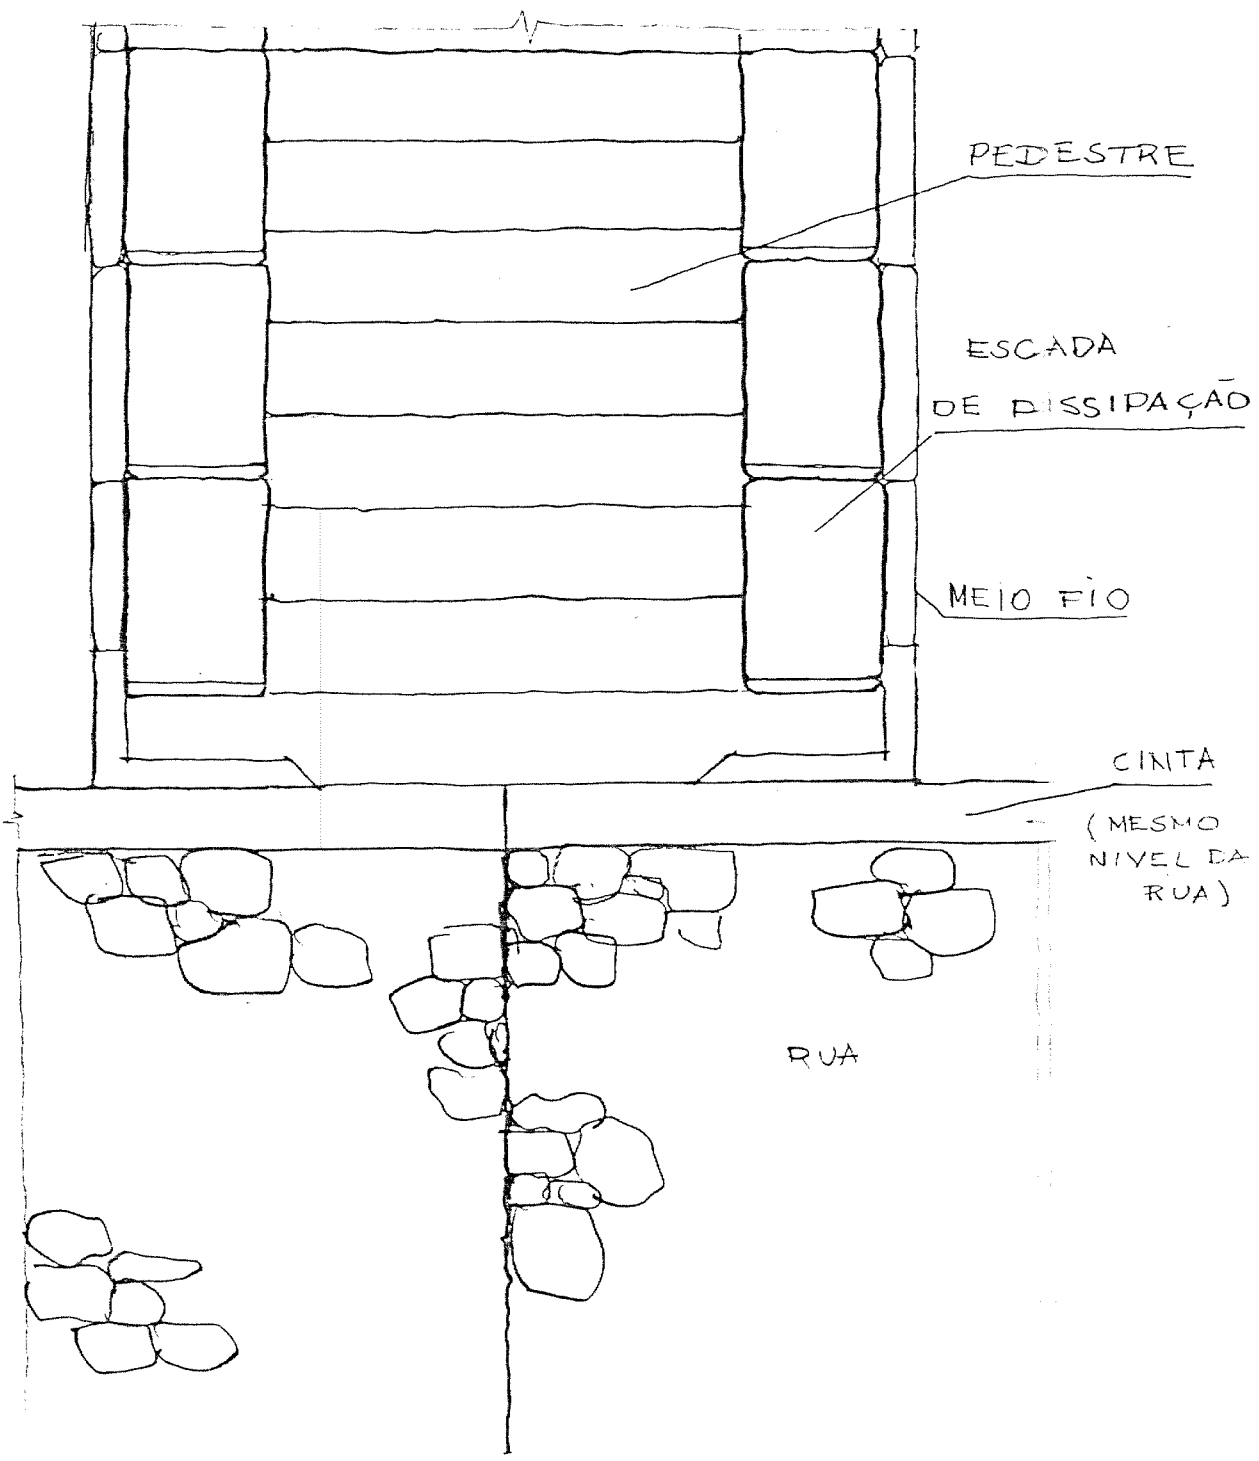 PEDESTRE
ESCADA
DE DISSIPAÇÃO
MEIO FIO
CINTA
(MESMO
NIVEL DA
RUA)
RUA